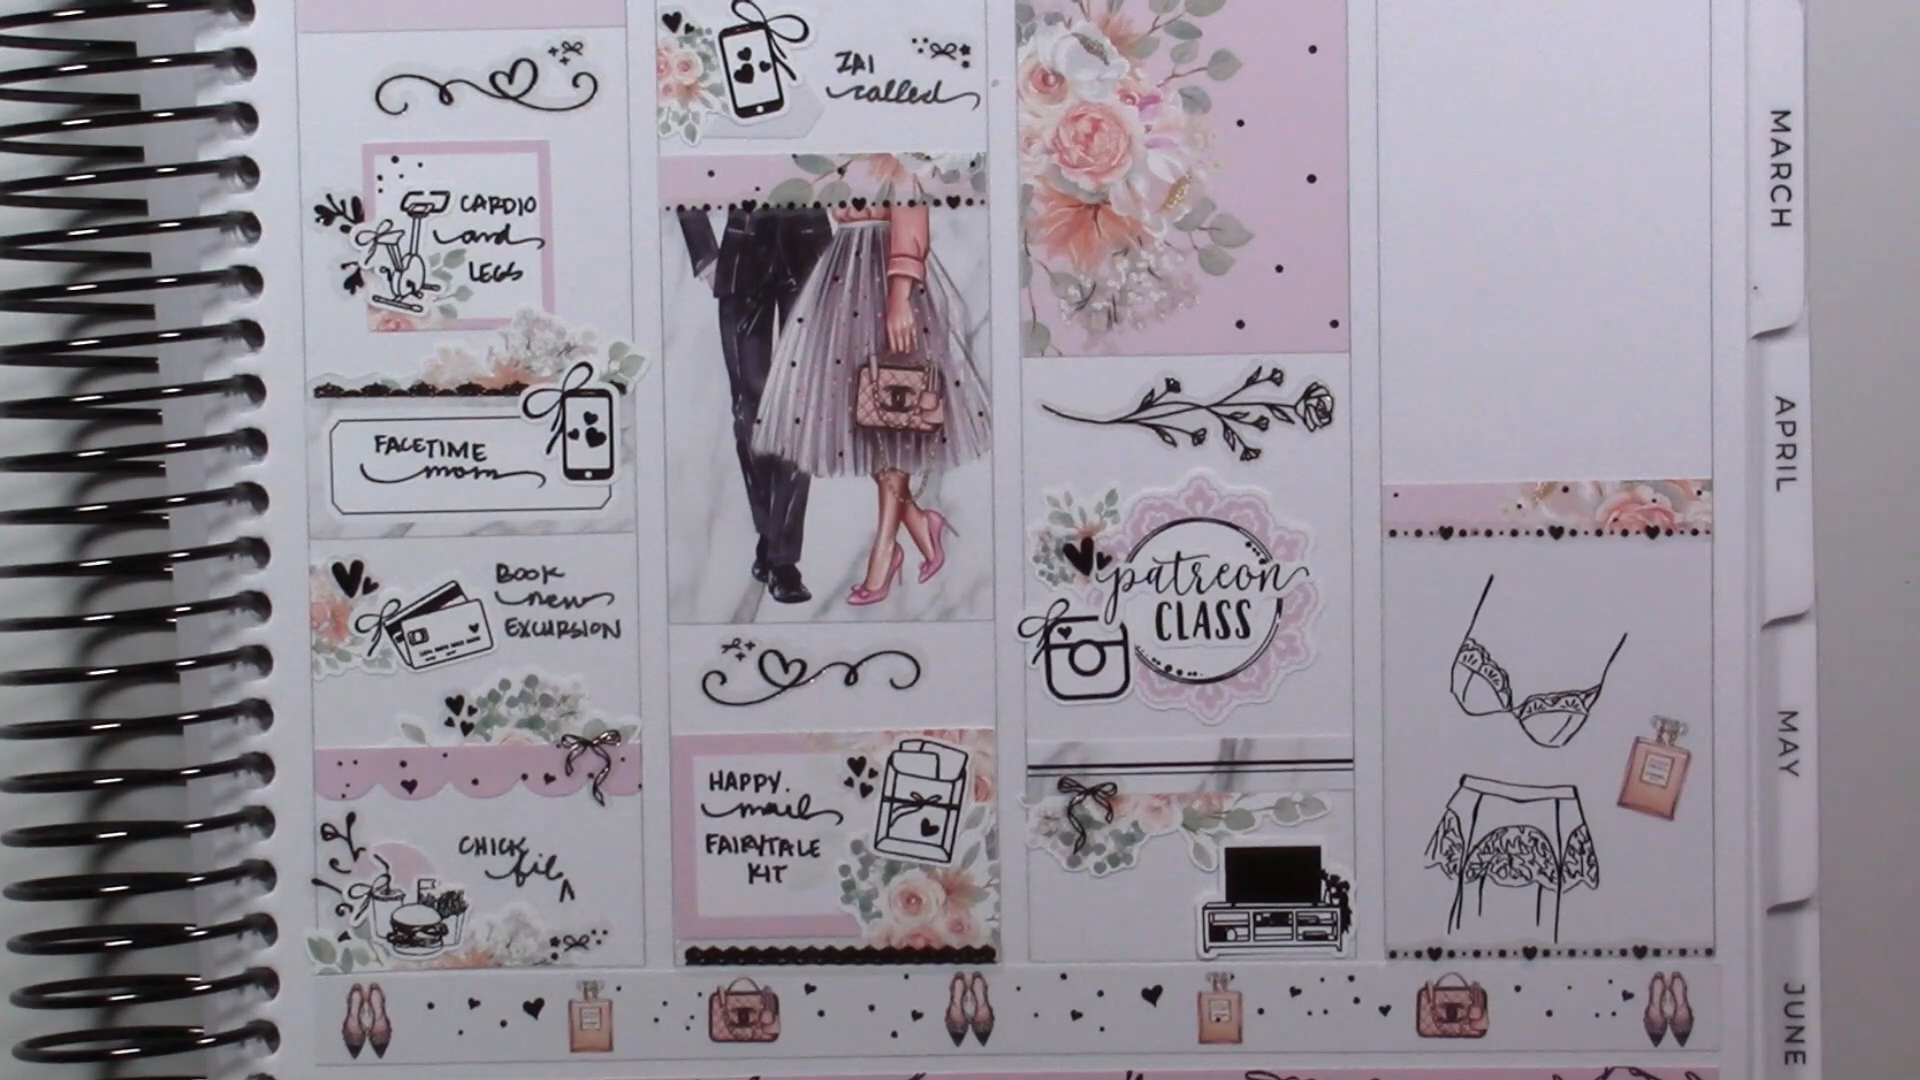 CARDIO
and
LEGS
FACETIME
mom
BOOK
new
EXCURSION
CHICK
fil
A
ZAI
called
HAPPY.
mail
FAIRYTALE
KIT
patreon
CLASS
MARCH
APRIL
MAY
JUNE